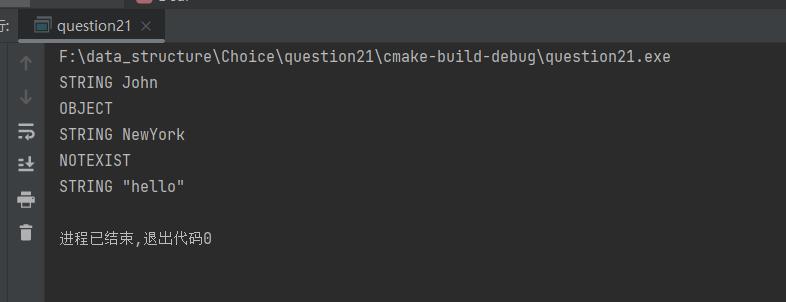 行: question21 ×
F:\data_structure\Choice\question21\cmake-build-debug\question21.exe
STRING John
OBJECT
STRING NewYork
NOTEXIST
STRING "hello"
进程已结束,退出代码0